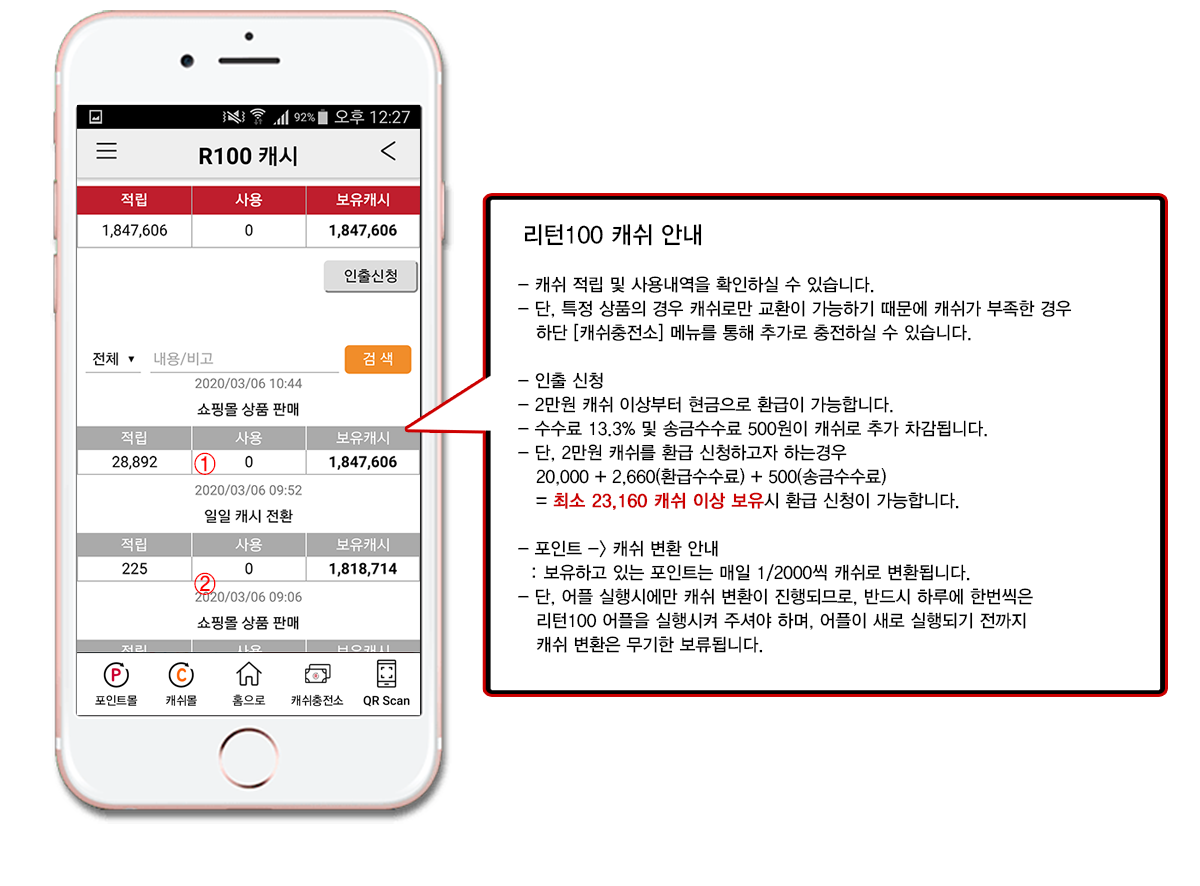 92% 오후 12:27
R100 캐시
적립 사용 보유캐시
1,847,606 0 1,847,606
인출신청
전체 ▼ 내용/비고 검 색
2020/03/06 10:44
쇼핑몰 상품 판매
적립 사용 보유캐시
28,892 ① 0 1,847,606
2020/03/06 09:52
일일 캐시 전환
적립 사용 보유캐시
225 0 1,818,714
②
2020/03/06 09:06
쇼핑몰 상품 판매
적립 사용 보유캐시
P C
포인트몰 캐쉬몰 홈으로 캐쉬충전소 QR Scan
리턴100 캐쉬 안내
- 캐쉬 적립 및 사용내역을 확인하실 수 있습니다.
- 단, 특정 상품의 경우 캐쉬로만 교환이 가능하기 때문에 캐쉬가 부족한 경우
하단 [캐쉬충전소] 메뉴를 통해 추가로 충전하실 수 있습니다.
- 인출 신청
- 2만원 캐쉬 이상부터 현금으로 환급이 가능합니다.
- 수수료 13.3% 및 송금수수료 500원이 캐쉬로 추가 차감됩니다.
- 단, 2만원 캐쉬를 환급 신청하고자 하는경우
20,000 + 2,660(환급수수료) + 500(송금수수료)
= 최소 23,160 캐쉬 이상 보유시 환급 신청이 가능합니다.
- 포인트 -> 캐쉬 변환 안내
: 보유하고 있는 포인트는 매일 1/2000씩 캐쉬로 변환됩니다.
- 단, 어플 실행시에만 캐쉬 변환이 진행되므로, 반드시 하루에 한번씩은
리턴100 어플을 실행시켜 주셔야 하며, 어플이 새로 실행되기 전까지
캐쉬 변환은 무기한 보류됩니다.